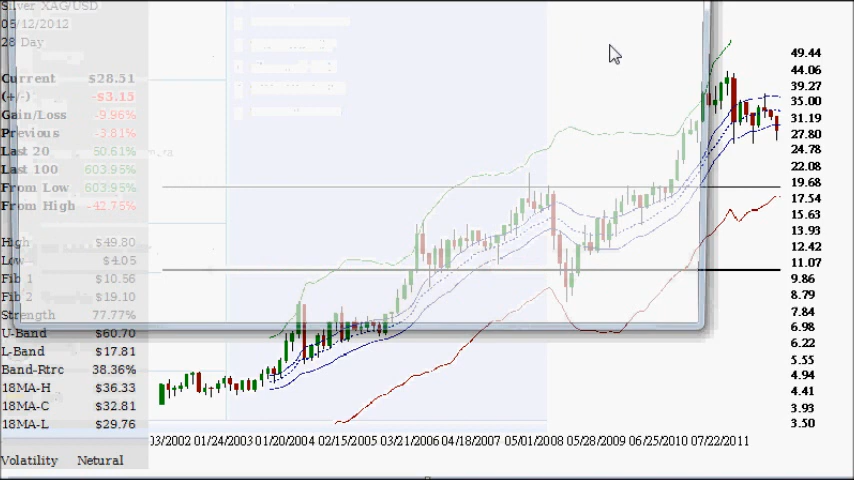 Silver XAG/USD
05/12/2012
28 Day
Current $28.51
(+/-) -$3.15
Gain/Loss -9.96%
Previous -3.81%
Last 20 50.61%
Last 100 603.95%
From Low 603.95%
From High -42.75%
High $49.80
Low $4.05
Fib 1 $10.56
Fib 2 $19.10
Strength 77.77%
U-Band $60.70
L-Band $17.81
Band-Rtrc 38.36%
18MA-H $36.33
18MA-C $32.81
18MA-L $29.76
Volatility Netural
49.44
44.06
39.27
35.00
31.19
27.80
24.78
22.08
19.68
17.54
15.63
13.93
12.42
11.07
9.86
8.79
7.84
6.98
6.22
5.55
4.94
4.41
3.93
3.50
03/2002 01/24/2003 01/20/2004 02/15/2005 03/21/2006 04/18/2007 05/01/2008 05/28/2009 06/25/2010 07/22/2011